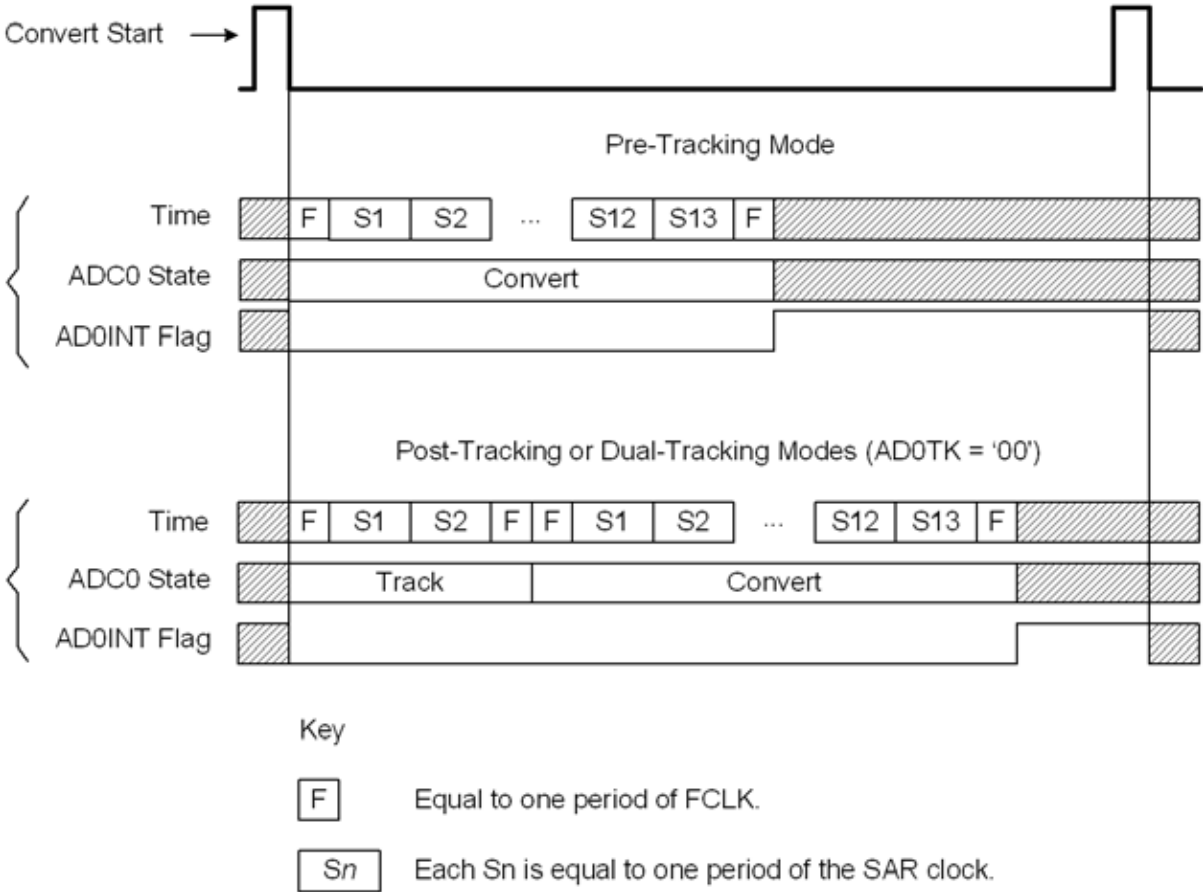 Convert Start
Pre-Tracking Mode
Time F S1 S2 ... S12 S13 F
ADC0 State Convert
AD0INT Flag
Post-Tracking or Dual-Tracking Modes (AD0TK = ‘00’)
Time F S1 S2 F F S1 S2 ... S12 S13 F
ADC0 State Track Convert
AD0INT Flag
Key
F Equal to one period of FCLK.
Sn Each Sn is equal to one period of the SAR clock.